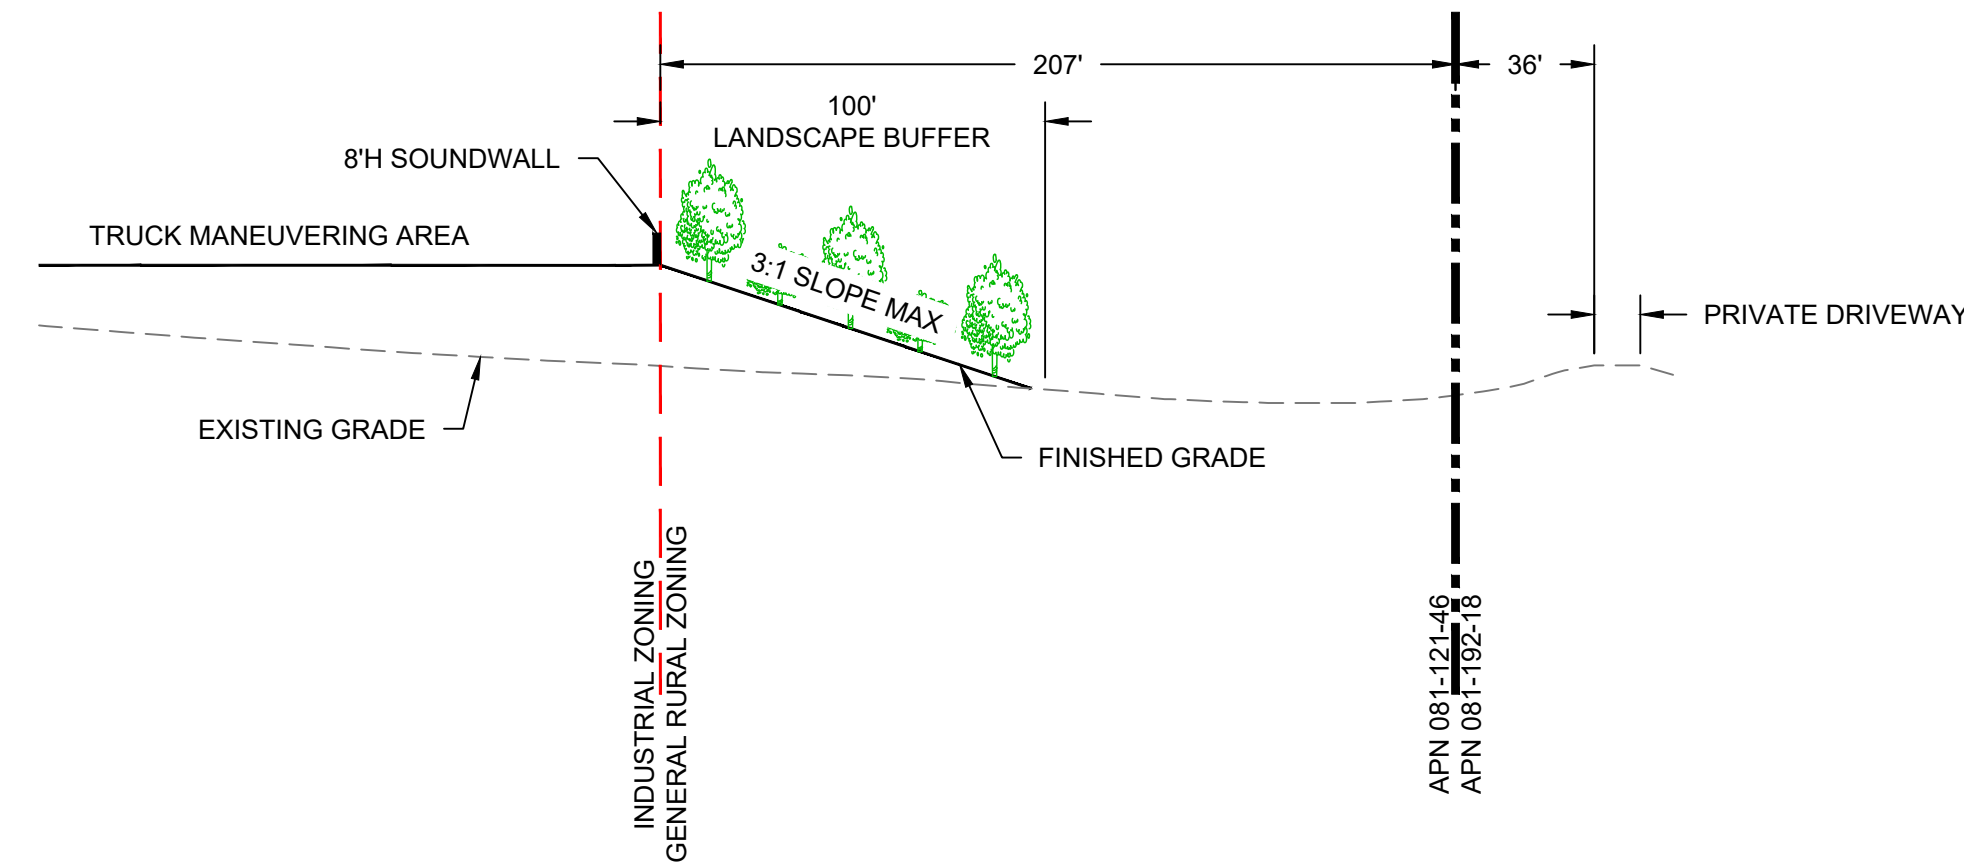 207'
36'
100'
LANDSCAPE BUFFER
8'H SOUNDWALL
TRUCK MANEUVERING AREA
3:1 SLOPE MAX
PRIVATE DRIVEWAY
EXISTING GRADE
FINISHED GRADE
INDUSTRIAL ZONING
GENERAL RURAL ZONING
APN 081-121-46
APN 081-192-18